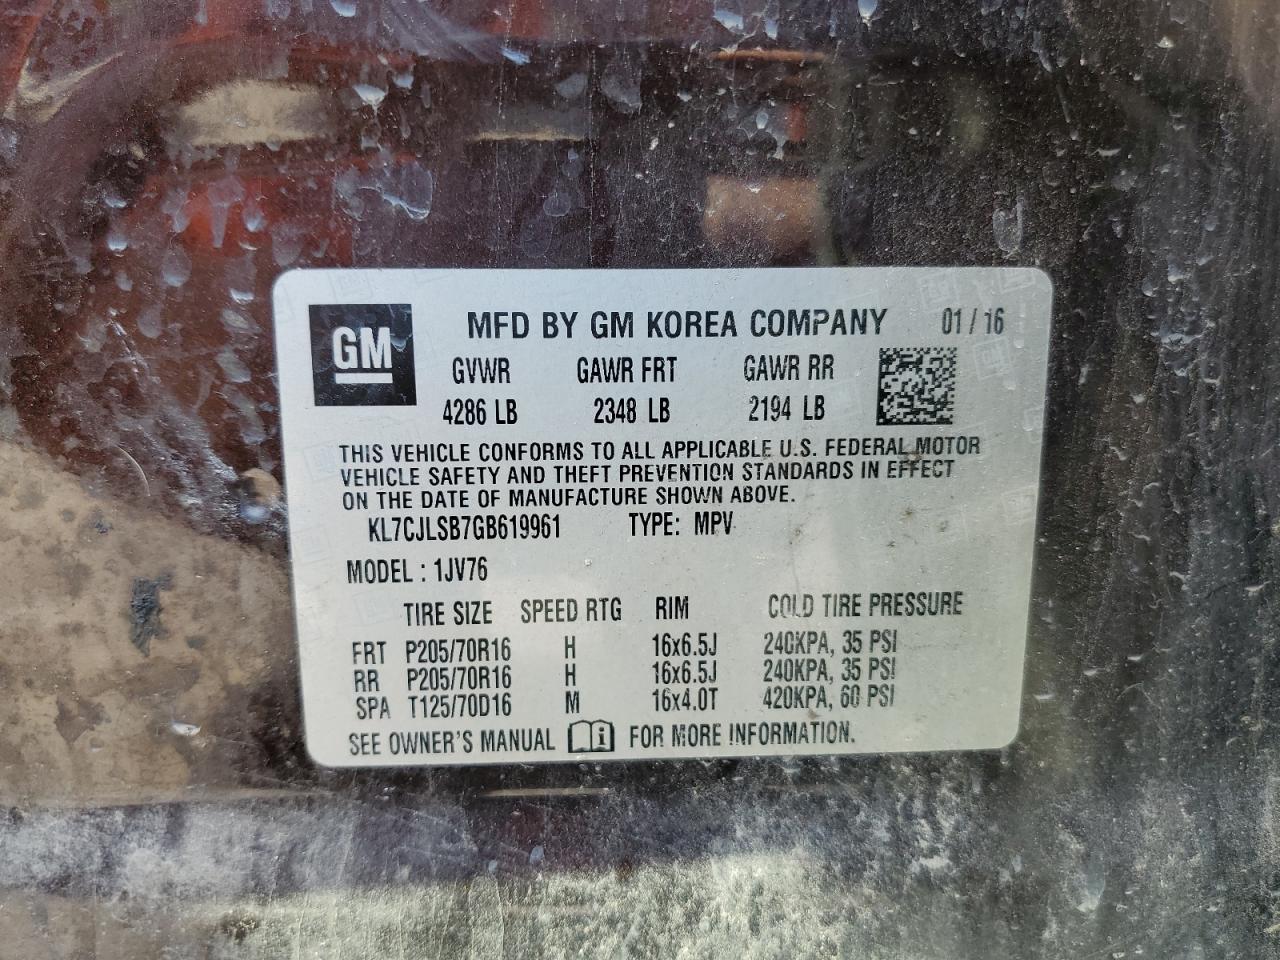 GM
MFD BY GM KOREA COMPANY 01 / 16
GVWR GAWR FRT GAWR RR
4286 LB 2348 LB 2194 LB
THIS VEHICLE CONFORMS TO ALL APPLICABLE U.S. FEDERAL MOTOR
VEHICLE SAFETY AND THEFT PREVENTION STANDARDS IN EFFECT
ON THE DATE OF MANUFACTURE SHOWN ABOVE.
KL7CJLSB7GB619961 TYPE: MPV
MODEL : 1JV76
TIRE SIZE SPEED RTG RIM COLD TIRE PRESSURE
FRT P205/70R16 H 16x6.5J 240KPA, 35 PSI
RR P205/70R16 H 16x6.5J 240KPA, 35 PSI
SPA T125/70D16 M 16x4.0T 420KPA, 60 PSI
SEE OWNER'S MANUAL i FOR MORE INFORMATION.